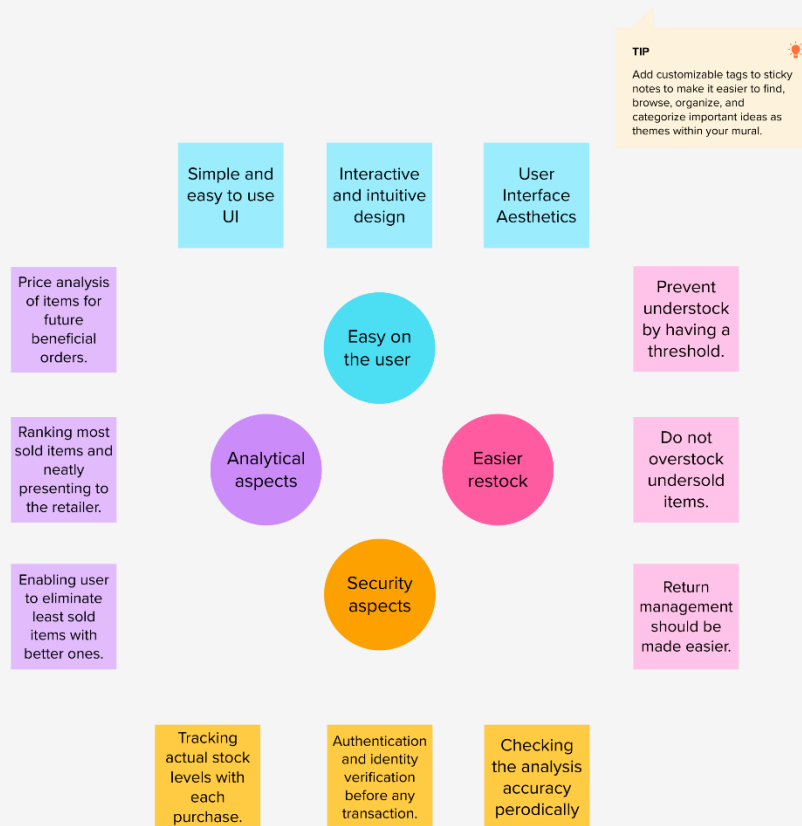 TIP
Add customizable tags to sticky
notes to make it easier to find,
browse, organize, and
categorize important ideas as
themes within your mural.
Simple and
easy to use
UI
Interactive
and intuitive
design
User
Interface
Aesthetics
Price analysis
of items for
future
beneficial
orders.
Easy on
the user
Prevent
understock
by having a
threshold.
Ranking most
sold items and
neatly
presenting to
the retailer.
Analytical
aspects
Easier
restock
Do not
overstock
undersold
items.
Enabling user
to eliminate
least sold
items with
better ones.
Security
aspects
Return
management
should be
made easier.
Tracking
actual stock
levels with
each
purchase.
Authentication
and identity
verification
before any
transaction.
Checking
the analysis
accuracy
periodically